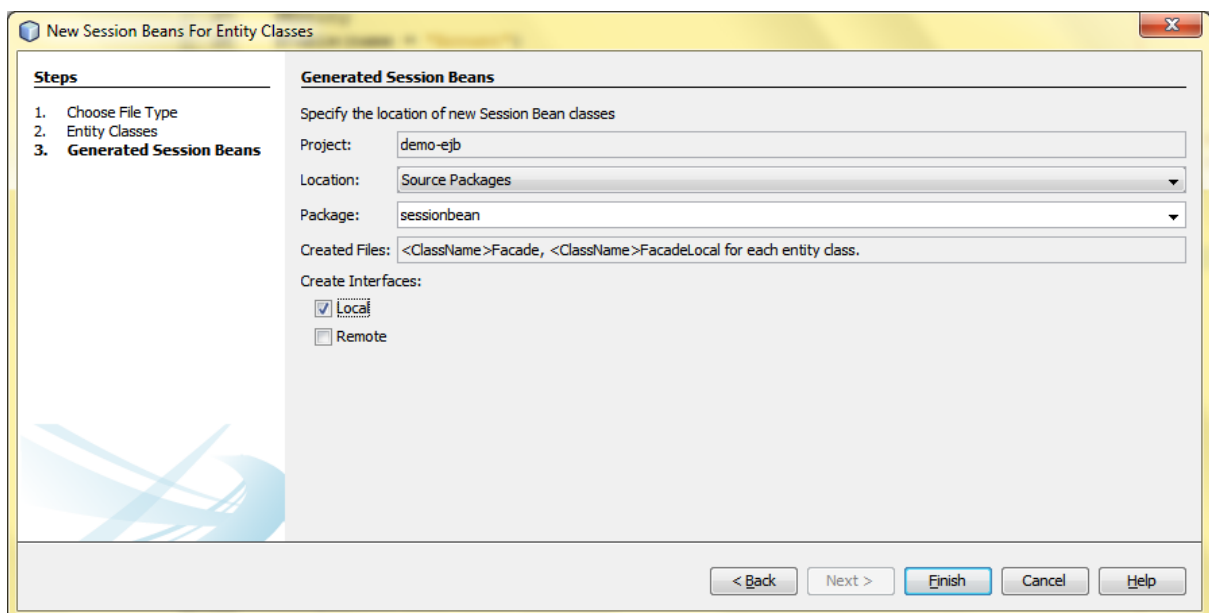 New Session Beans For Entity Classes
Steps
1. Choose File Type
2. Entity Classes
3. Generated Session Beans
Generated Session Beans
Specify the location of new Session Bean classes
Project: demo-ejb
Location: Source Packages
Package: sessionbean
Created Files: <ClassName>Facade, <ClassName>FacadeLocal for each entity class.
Create Interfaces:
Local
Remote
< Back Next > Finish Cancel Help